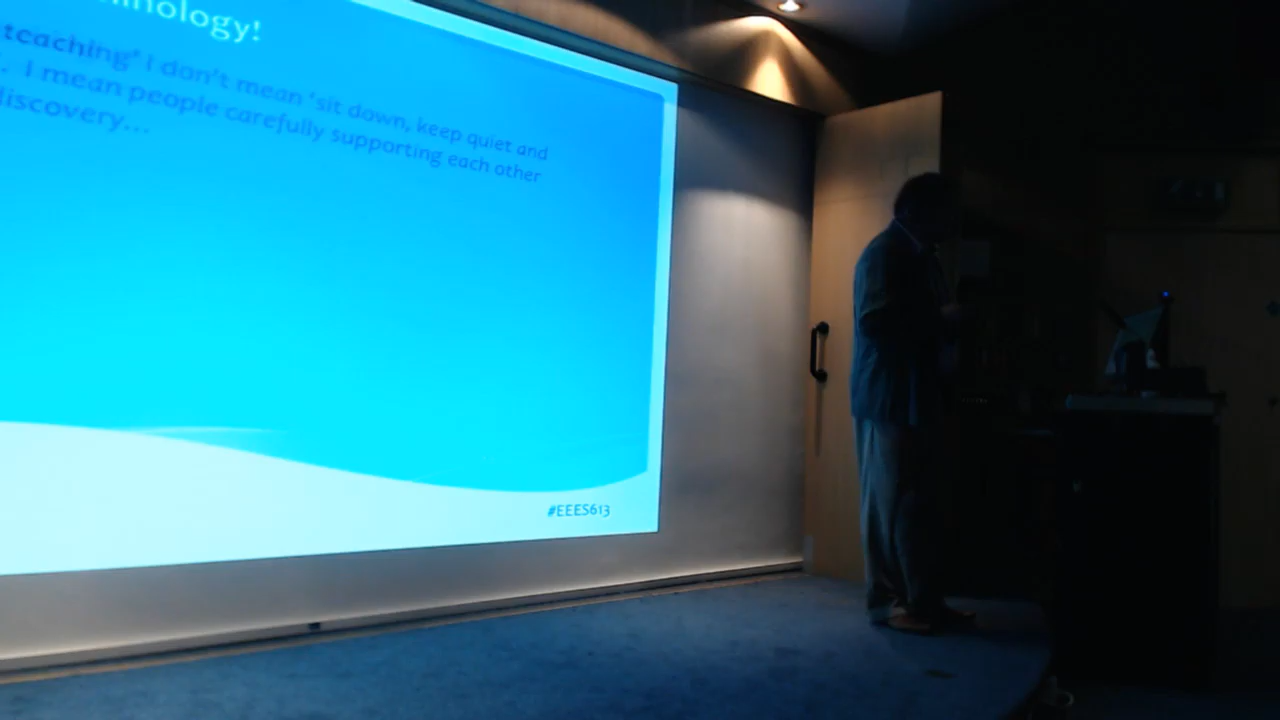 nology!
teaching' I don't mean 'sit down, keep quiet and
. I mean people carefully supporting each other
discovery...
#EEES613